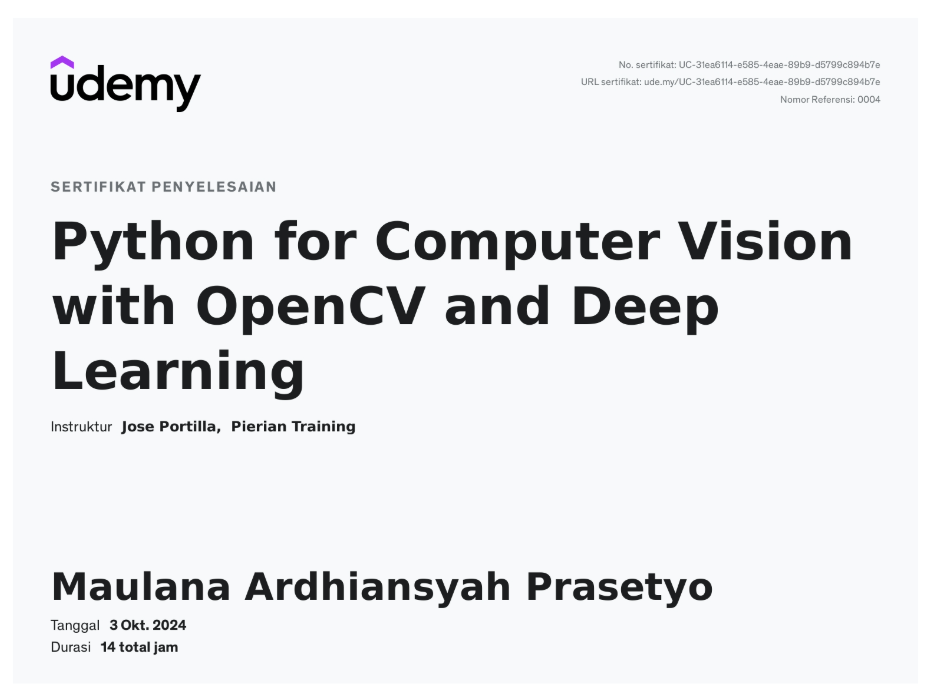 udemy
No. sertifikat: UC-31ea6114-e585-4eae-89b9-d5799c894b7e
URL sertifikat: ude.my/UC-31ea6114-e585-4eae-89b9-d5799c894b7e
Nomor Referensi: 0004
SERTIFIKAT PENYELESAIAN
Python for Computer Vision
with OpenCV and Deep
Learning
Instruktur Jose Portilla, Pierian Training
Maulana Ardhiansyah Prasetyo
Tanggal 3 Okt. 2024
Durasi 14 total jam